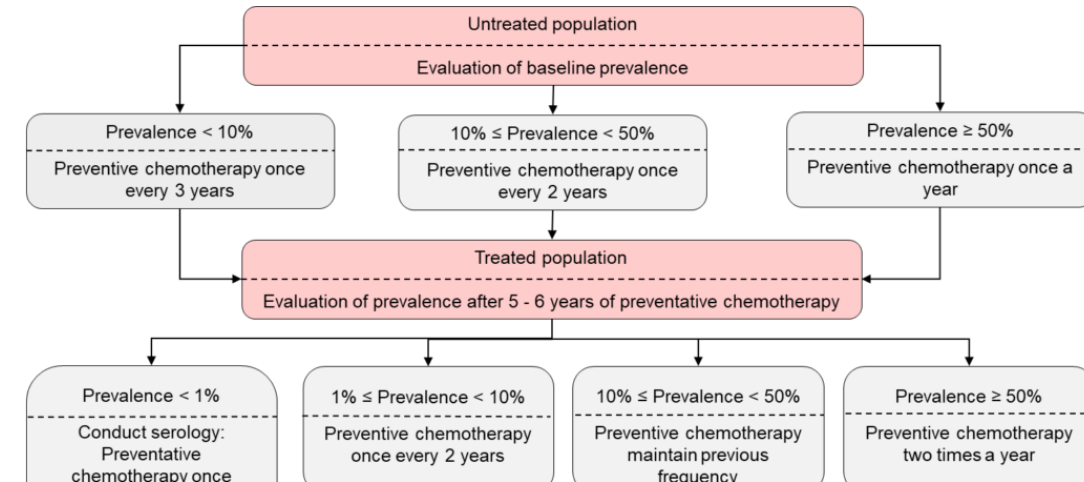 Untreated population
Evaluation of baseline prevalence
Prevalence < 10%
Preventive chemotherapy once
every 3 years
10% ≤ Prevalence < 50%
Preventive chemotherapy once
every 2 years
Prevalence ≥ 50%
Preventive chemotherapy once a
year
Treated population
Evaluation of prevalence after 5 - 6 years of preventative chemotherapy
Prevalence < 1%
Conduct serology:
Preventative
chemotherapy once
1% ≤ Prevalence < 10%
Preventive chemotherapy
once every 2 years
10% ≤ Prevalence < 50%
Preventive chemotherapy
maintain previous
frequency
Prevalence ≥ 50%
Preventive chemotherapy
two times a year